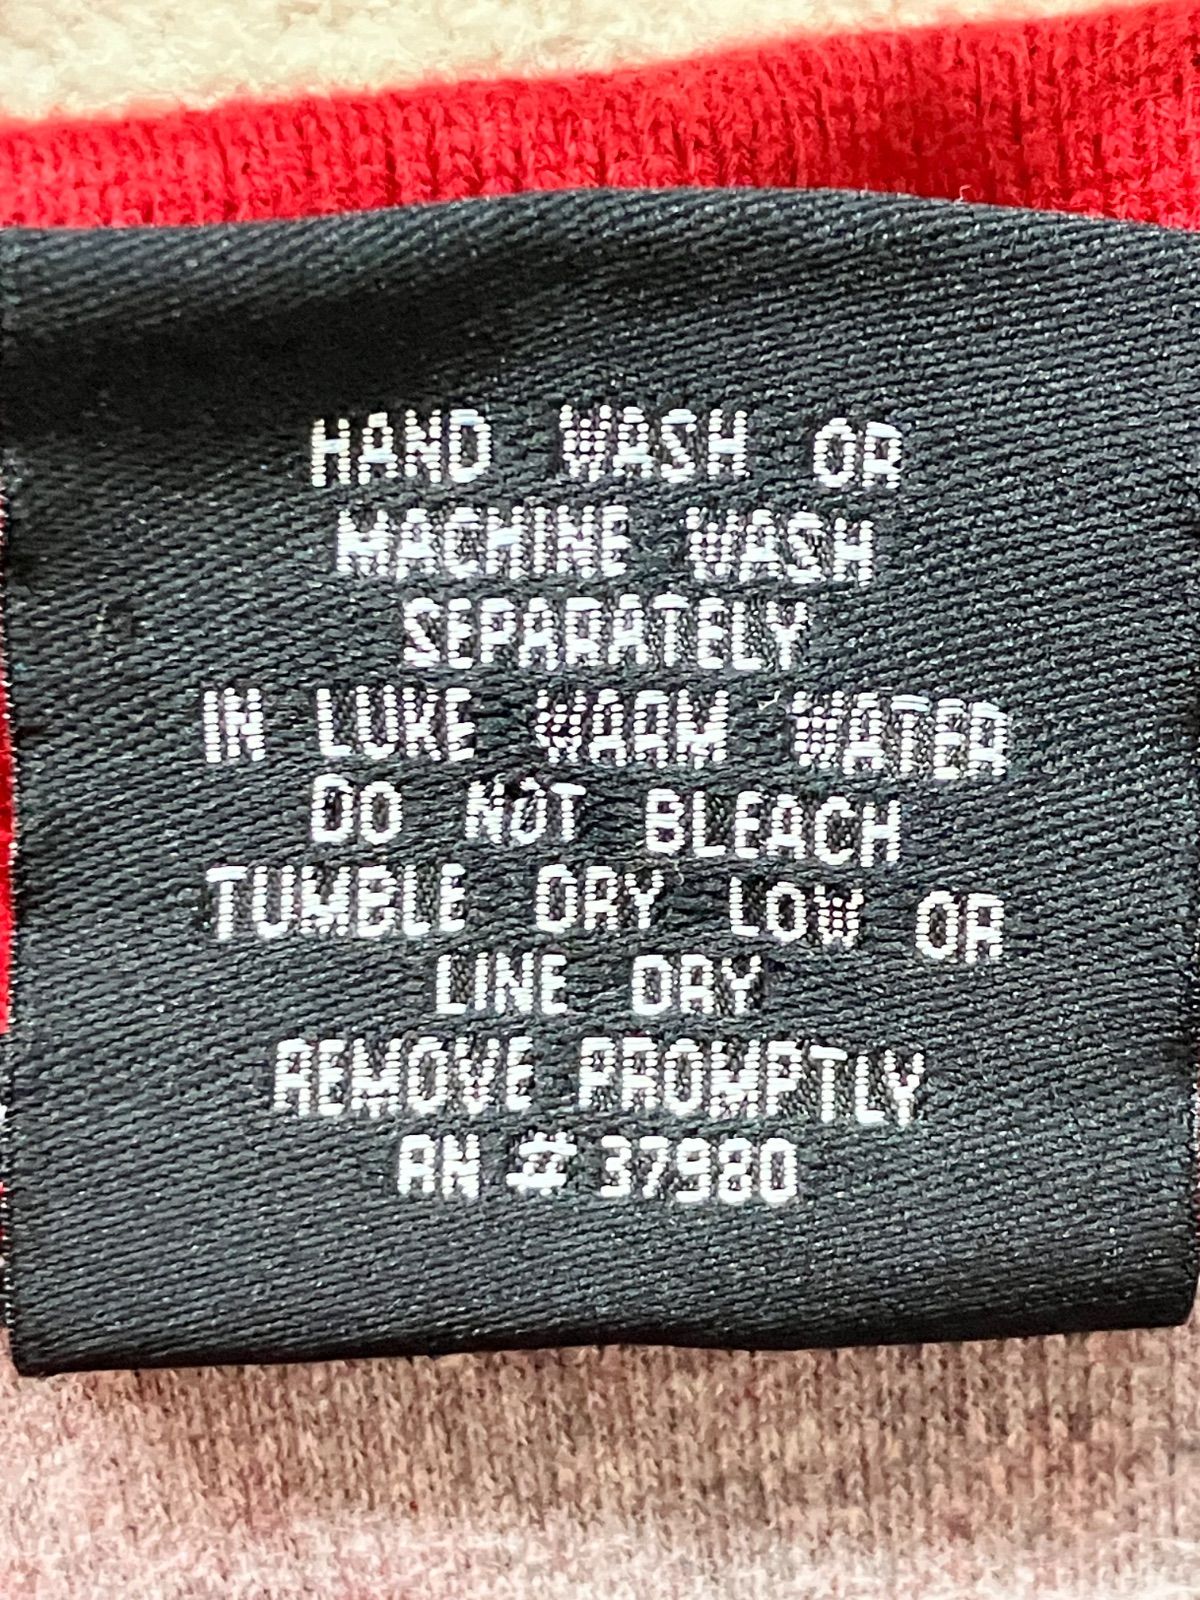 HAND WASH OR
MACHINE WASH
SEPARATELY
IN LUKE WARM WATER
DO NOT BLEACH
TUMBLE DRY LOW OR
LINE DRY
REMOVE PROMPTLY
RN # 37980